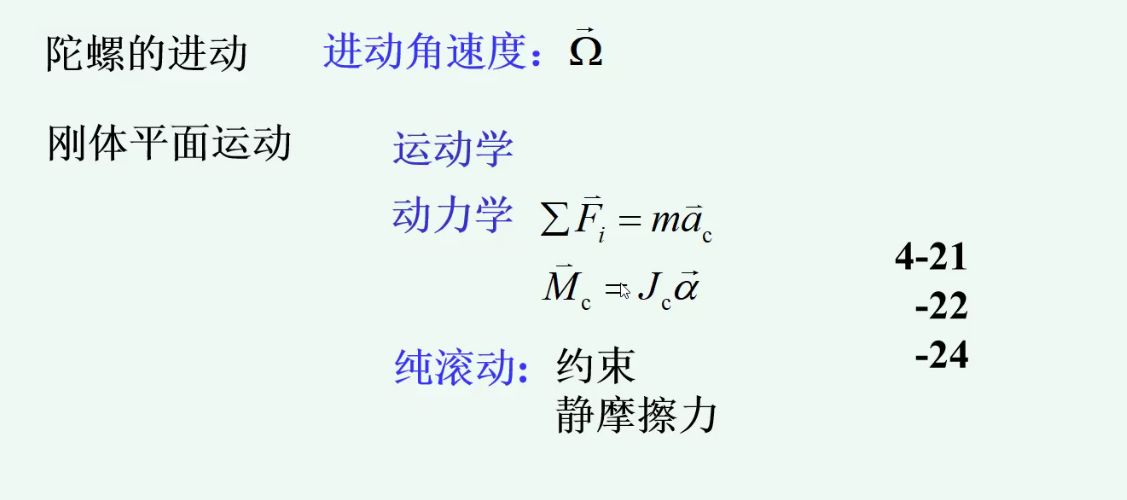 陀螺的进动 进动角速度: $\vec{\Omega}$
刚体平面运动 运动学
动力学 $\sum \vec{F}_i = m\vec{a}_c$
$\vec{M}_c = J_c \vec{\alpha}$
4-21
-22
-24
纯滚动: 约束
静摩擦力